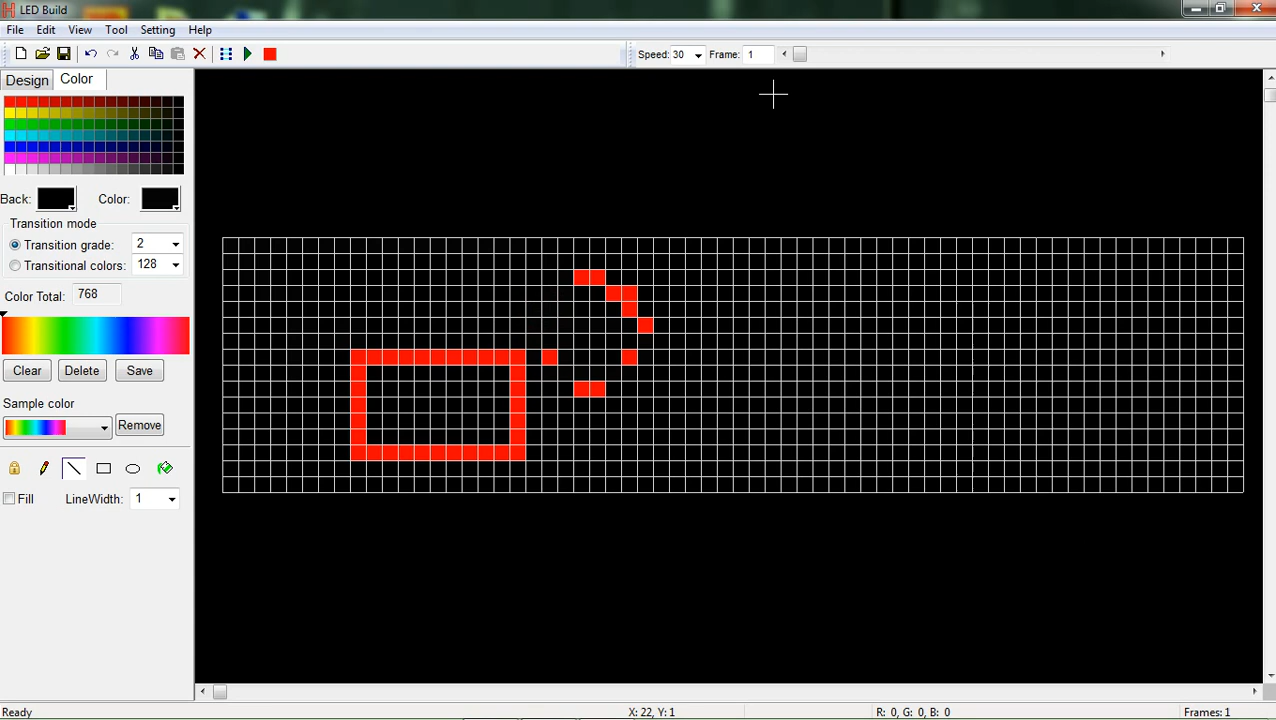 LED Build
File Edit View Tool Setting Help
Speed: 30 Frame: 1
Design Color
Back: Color:
Transition mode
Transition grade: 2
Transitional colors: 128
Color Total: 768
Clear Delete Save
Sample color
Remove
Fill LineWidth: 1
Ready X: 22, Y: 1 R: 0, G: 0, B: 0 Frames: 1